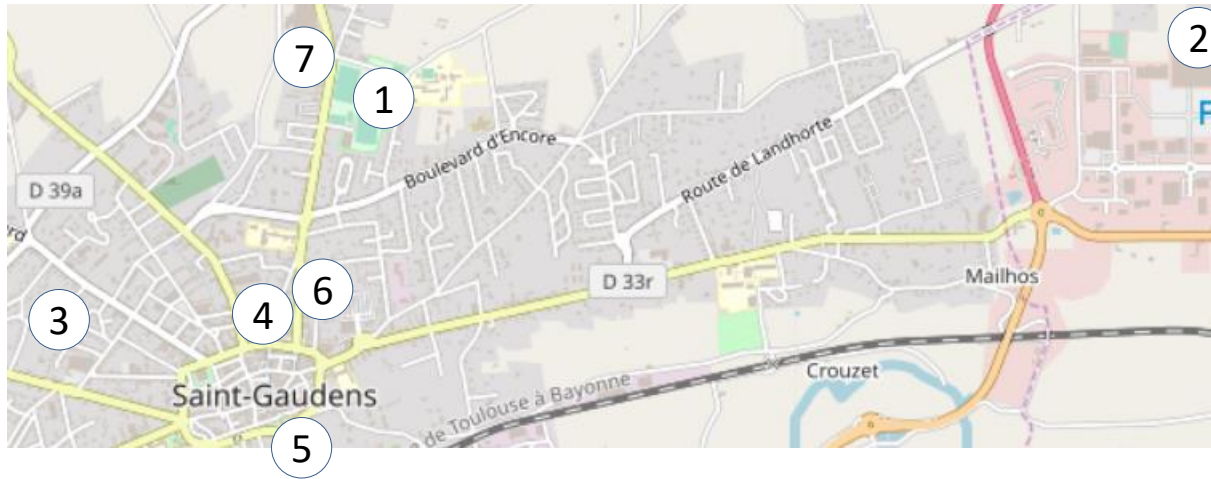 2
7
1
Boulevard d'Encore
Route de Landhorte
P
D 39a
ord
D 33r
Mailhos
6
3
4
Crouzet
Saint-Gaudens
de Toulouse à Bayonne
5